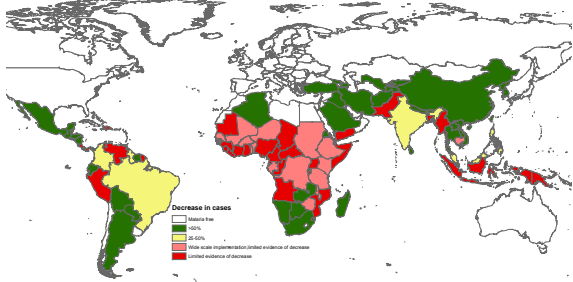 Decrease in cases
Malaria free
>50%
25-50%
Wide scale implementation,limited evidence of decrease
Limited evidence of decrease